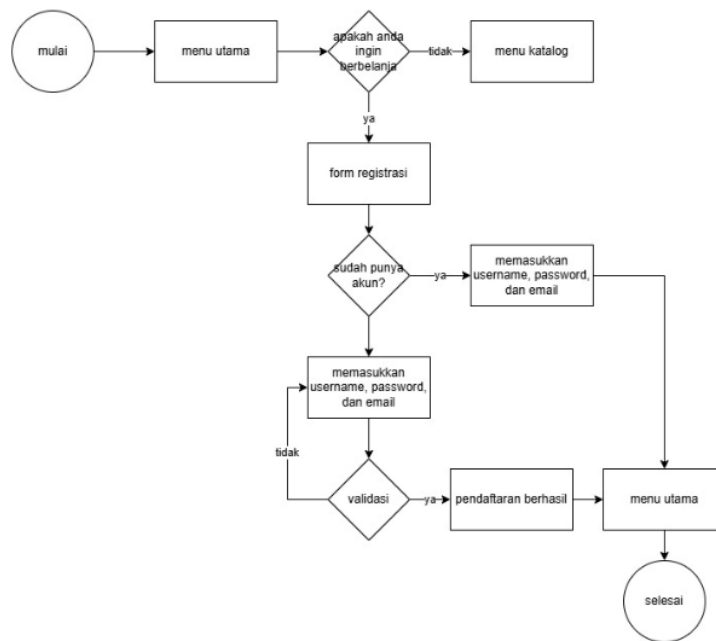 mulai
menu utama
apakah anda
ingin
berbelanja
tidak
menu katalog
ya
form registrasi
sudah punya
akun?
ya
memasukkan
username, password,
dan email
memasukkan
username, password,
dan email
tidak
validasi
ya
pendaftaran berhasil
menu utama
selesai